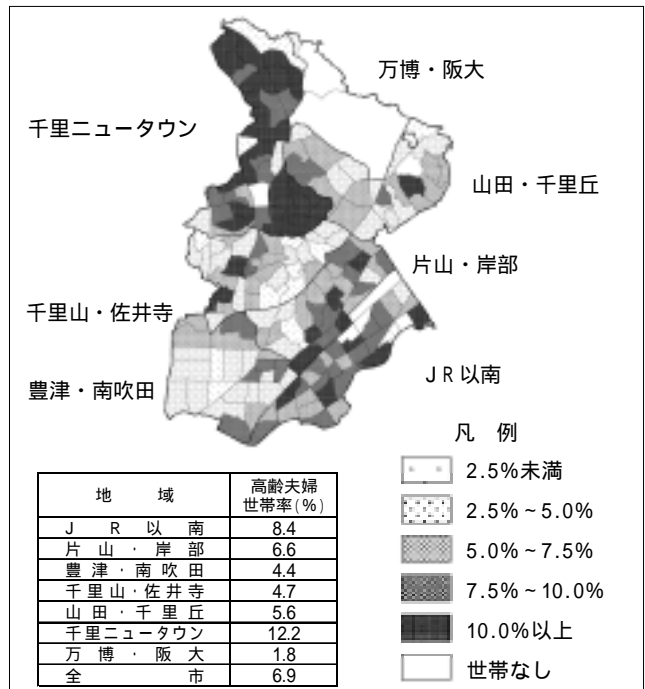 万博・阪大
千里ニュータウン
山田・千里丘
片山・岸部
千里山・佐井寺
JR以南
豊津・南吹田
凡 例
2.5%未満
2.5%~5.0%
5.0%~7.5%
7.5%~10.0%
10.0%以上
世帯なし
地 域 高齢夫婦世帯率(%)
JR以南 8.4
片山・岸部 6.6
豊津・南吹田 4.4
千里山・佐井寺 4.7
山田・千里丘 5.6
千里ニュータウン 12.2
万博・阪大 1.8
全市 6.9